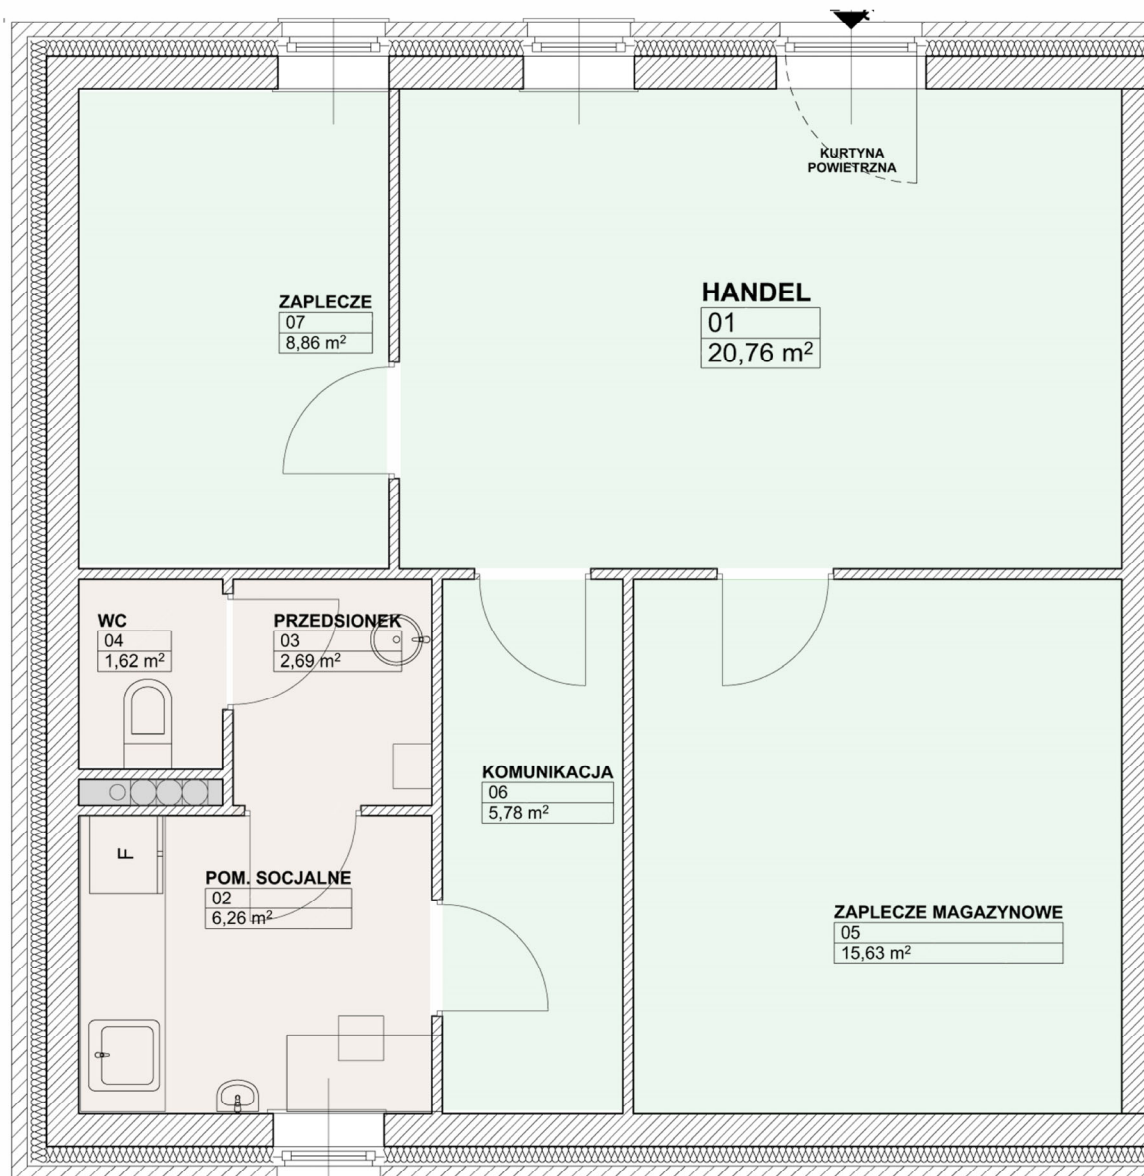 KURTYNA
POWIETRZNA
ZAPLECZE
07
8,86 m²
HANDEL
01
20,76 m²
WC
04
1,62 m²
PRZEDSIONEK
03
2,69 m²
KOMUNIKACJA
06
5,78 m²
F
POM. SOCJALNE
02
6,26 m²
ZAPLECZE MAGAZYNOWE
05
15,63 m²